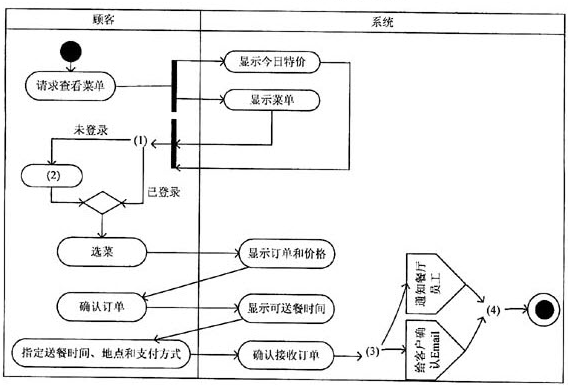 顾客
系统
请求查看菜单
显示今日特价
显示菜单
未登录
(1)
(2)
已登录
选菜
显示订单和价格
确认订单
显示可送餐时间
指定送餐时间、地点和支付方式
确认接收订单
(3)
通知餐厅
员工
给客户确
认Email
(4)